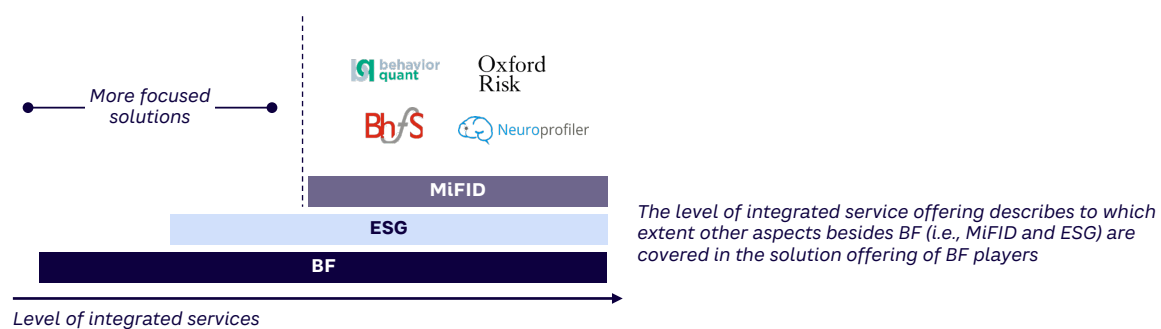 behavior
quant
Oxford
Risk
More focused
solutions
BhfS
Neuroprofiler
MiFID
ESG
BF
The level of integrated service offering describes to which
extent other aspects besides BF (i.e., MiFID and ESG) are
covered in the solution offering of BF players
Level of integrated services